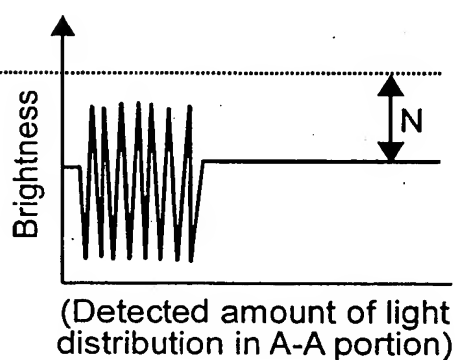 Brightness
N
(Detected amount of light
distribution in A-A portion)